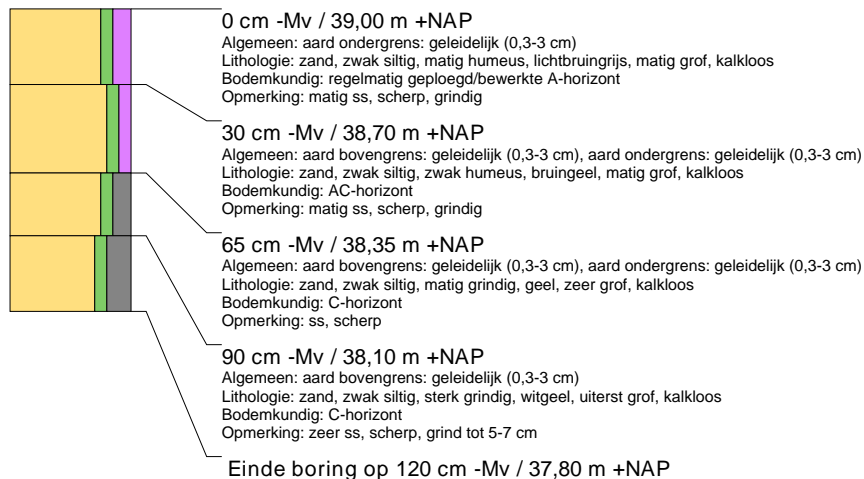 0 cm -Mv / 39,00 m +NAP
Algemeen: aard ondergrens: geleidelijk (0,3-3 cm)
Lithologie: zand, zwak siltig, matig humeus, lichtbruingrijs, matig grof, kalkloos
Bodemkundig: regelmatig geploegd/bewerkte A-horizont
Opmerking: matig ss, scherp, grindig
30 cm -Mv / 38,70 m +NAP
Algemeen: aard bovengrens: geleidelijk (0,3-3 cm), aard ondergrens: geleidelijk (0,3-3 cm)
Lithologie: zand, zwak siltig, zwak humeus, bruingeel, matig grof, kalkloos
Bodemkundig: AC-horizont
Opmerking: matig ss, scherp, grindig
65 cm -Mv / 38,35 m +NAP
Algemeen: aard bovengrens: geleidelijk (0,3-3 cm), aard ondergrens: geleidelijk (0,3-3 cm)
Lithologie: zand, zwak siltig, matig grindig, geel, zeer grof, kalkloos
Bodemkundig: C-horizont
Opmerking: ss, scherp
90 cm -Mv / 38,10 m +NAP
Algemeen: aard bovengrens: geleidelijk (0,3-3 cm)
Lithologie: zand, zwak siltig, sterk grindig, witgeel, uiterst grof, kalkloos
Bodemkundig: C-horizont
Opmerking: zeer ss, scherp, grind tot 5-7 cm
Einde boring op 120 cm -Mv / 37,80 m +NAP